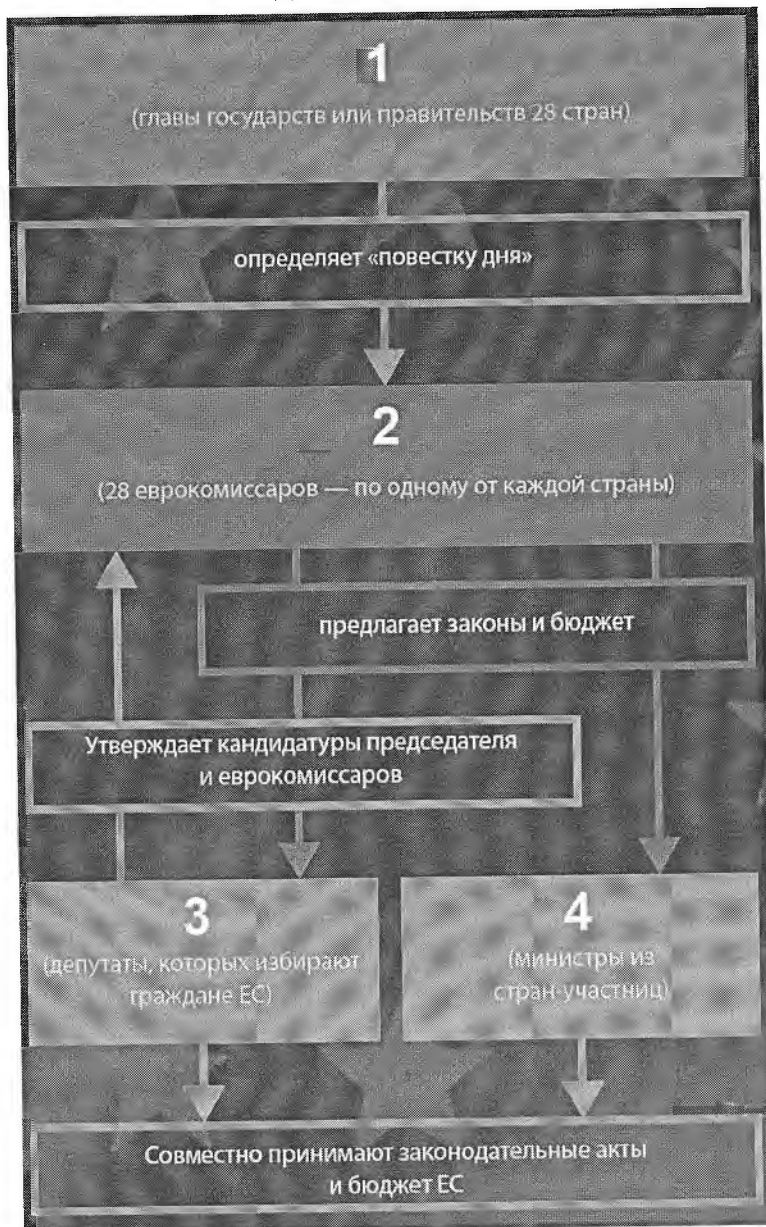 1
(главы государств или правительств 28 стран)
определяет «повестку дня»
2
(28 еврокомиссаров — по одному от каждой страны)
предлагает законы и бюджет
Утверждает кандидатуры председателя
и еврокомиссаров
3
(депутаты, которых избирают
граждане ЕС)
4
(министры из
стран-участниц)
Совместно принимают законодательные акты
и бюджет ЕС